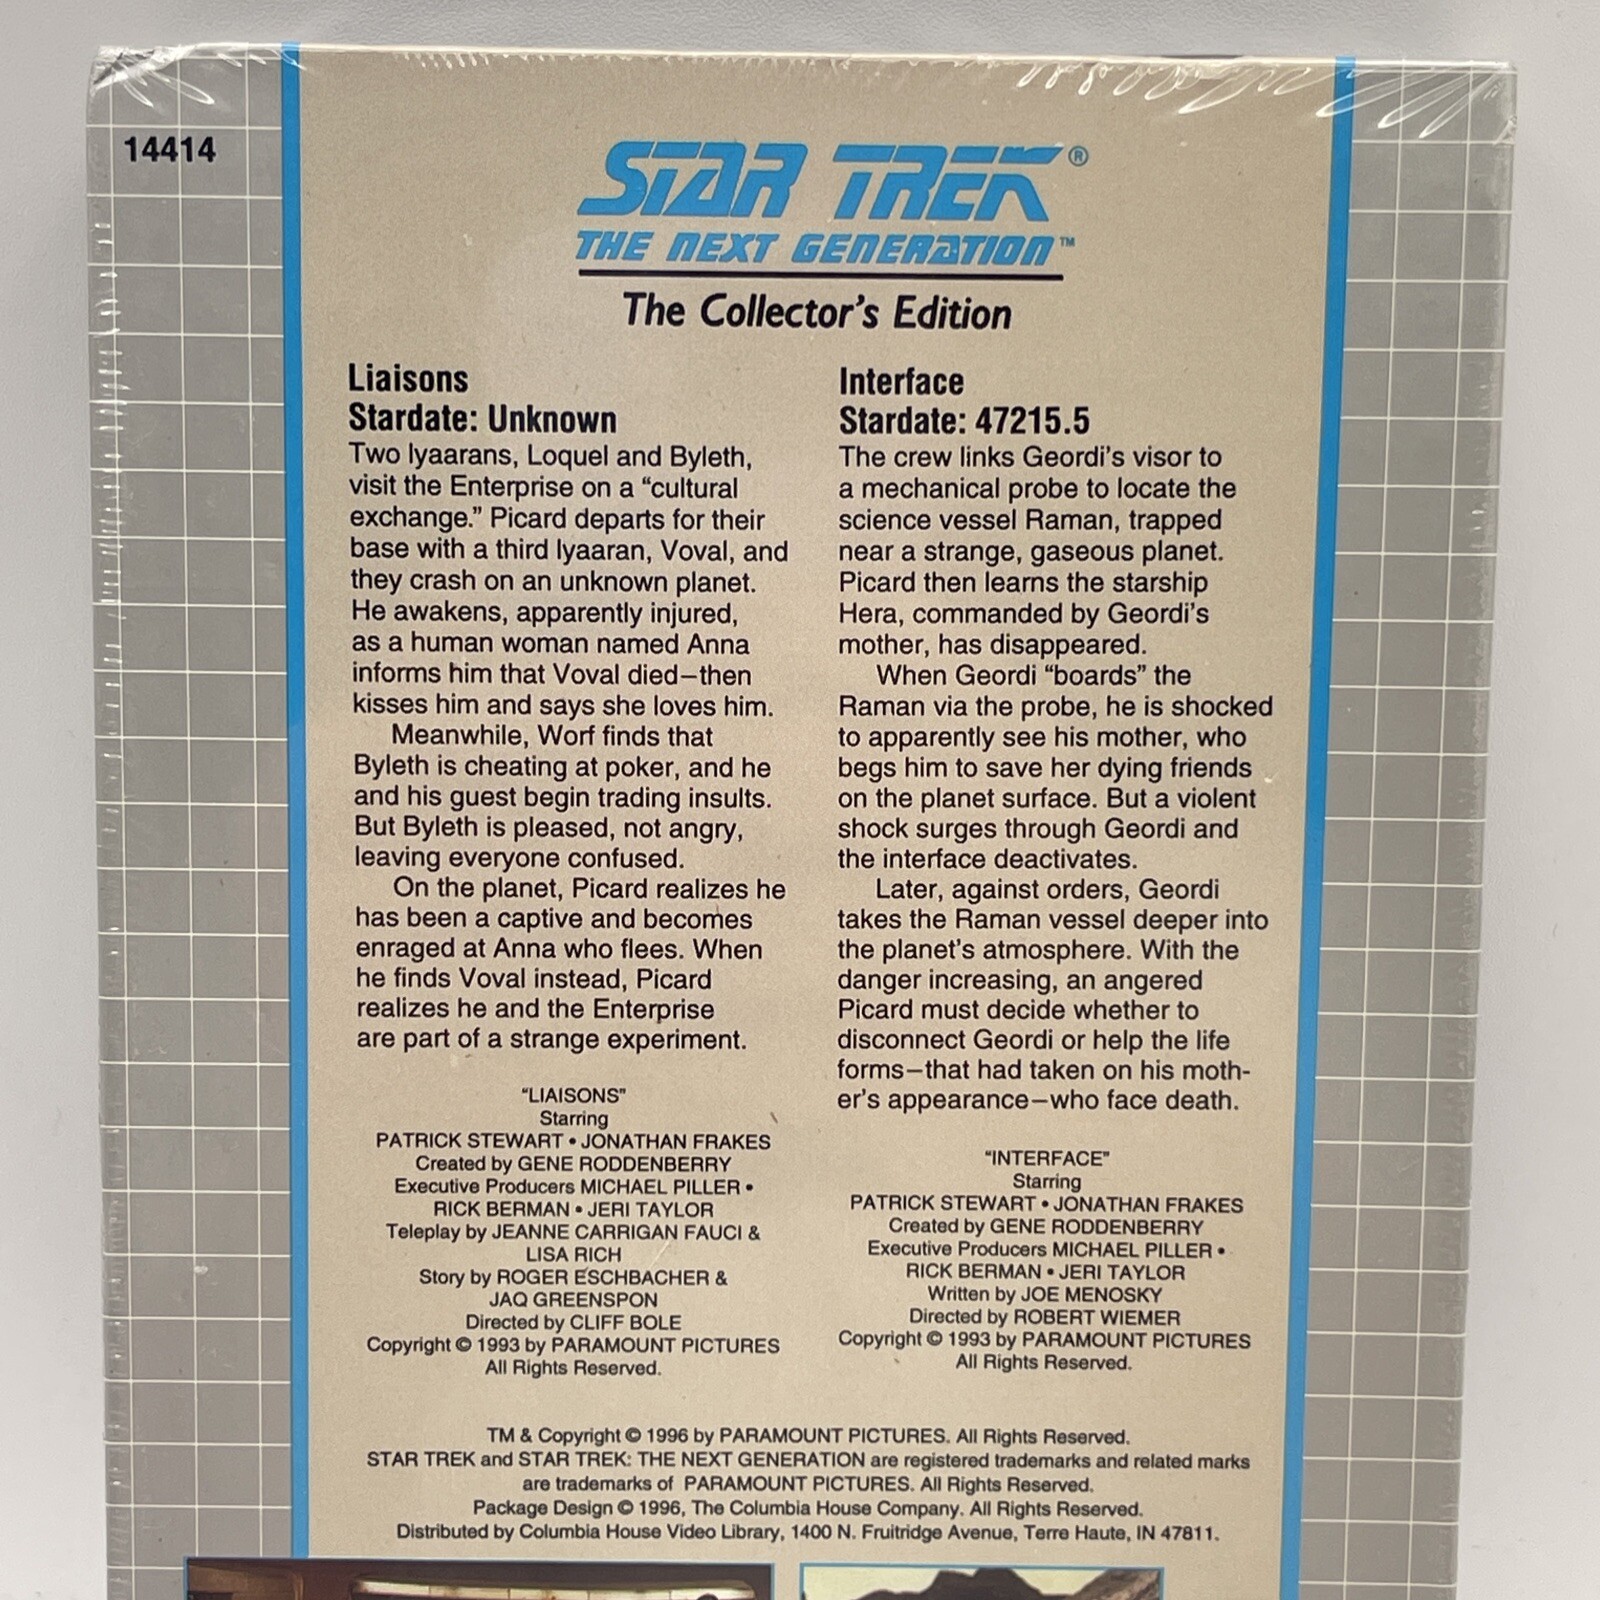 14414
STAR TREK®
THE NEXT GENERATION™
The Collector's Edition
Liaisons
Stardate: Unknown
Two Iyaarans, Loquel and Byleth,
visit the Enterprise on a “cultural
exchange.” Picard departs for their
base with a third Iyaaran, Voval, and
they crash on an unknown planet.
He awakens, apparently injured,
as a human woman named Anna
informs him that Voval died–then
kisses him and says she loves him.
Meanwhile, Worf finds that
Byleth is cheating at poker, and he
and his guest begin trading insults.
But Byleth is pleased, not angry,
leaving everyone confused.
On the planet, Picard realizes he
has been a captive and becomes
enraged at Anna who flees. When
he finds Voval instead, Picard
realizes he and the Enterprise
are part of a strange experiment.
“LIAISONS”
Starring
PATRICK STEWART • JONATHAN FRAKES
Created by GENE RODDENBERRY
Executive Producers MICHAEL PILLER •
RICK BERMAN • JERI TAYLOR
Teleplay by JEANNE CARRIGAN FAUCI &
LISA RICH
Story by ROGER ESCHBACHER &
JAQ GREENSPON
Directed by CLIFF BOLE
Copyright © 1993 by PARAMOUNT PICTURES
All Rights Reserved.
Interface
Stardate: 47215.5
The crew links Geordi's visor to
a mechanical probe to locate the
science vessel Raman, trapped
near a strange, gaseous planet.
Picard then learns the starship
Hera, commanded by Geordi's
mother, has disappeared.
When Geordi “boards” the
Raman via the probe, he is shocked
to apparently see his mother, who
begs him to save her dying friends
on the planet surface. But a violent
shock surges through Geordi and
the interface deactivates.
Later, against orders, Geordi
takes the Raman vessel deeper into
the planet's atmosphere. With the
danger increasing, an angered
Picard must decide whether to
disconnect Geordi or help the life
forms–that had taken on his moth-
er's appearance–who face death.
“INTERFACE”
Starring
PATRICK STEWART • JONATHAN FRAKES
Created by GENE RODDENBERRY
Executive Producers MICHAEL PILLER •
RICK BERMAN • JERI TAYLOR
Written by JOE MENOSKY
Directed by ROBERT WIEMER
Copyright © 1993 by PARAMOUNT PICTURES
All Rights Reserved.
TM & Copyright © 1996 by PARAMOUNT PICTURES. All Rights Reserved.
STAR TREK and STAR TREK: THE NEXT GENERATION are registered trademarks and related marks
are trademarks of PARAMOUNT PICTURES. All Rights Reserved.
Package Design © 1996, The Columbia House Company. All Rights Reserved.
Distributed by Columbia House Video Library, 1400 N. Fruitridge Avenue, Terre Haute, IN 47811.